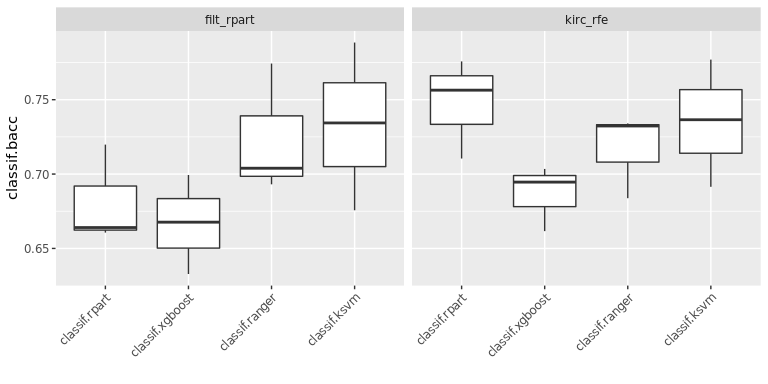 filt_rpart
kirc_rfe
classif.bacc
0.75
0.70
0.65
classif.rpart
classif.xgboost
classif.ranger
classif.ksvm
classif.rpart
classif.xgboost
classif.ranger
classif.ksvm